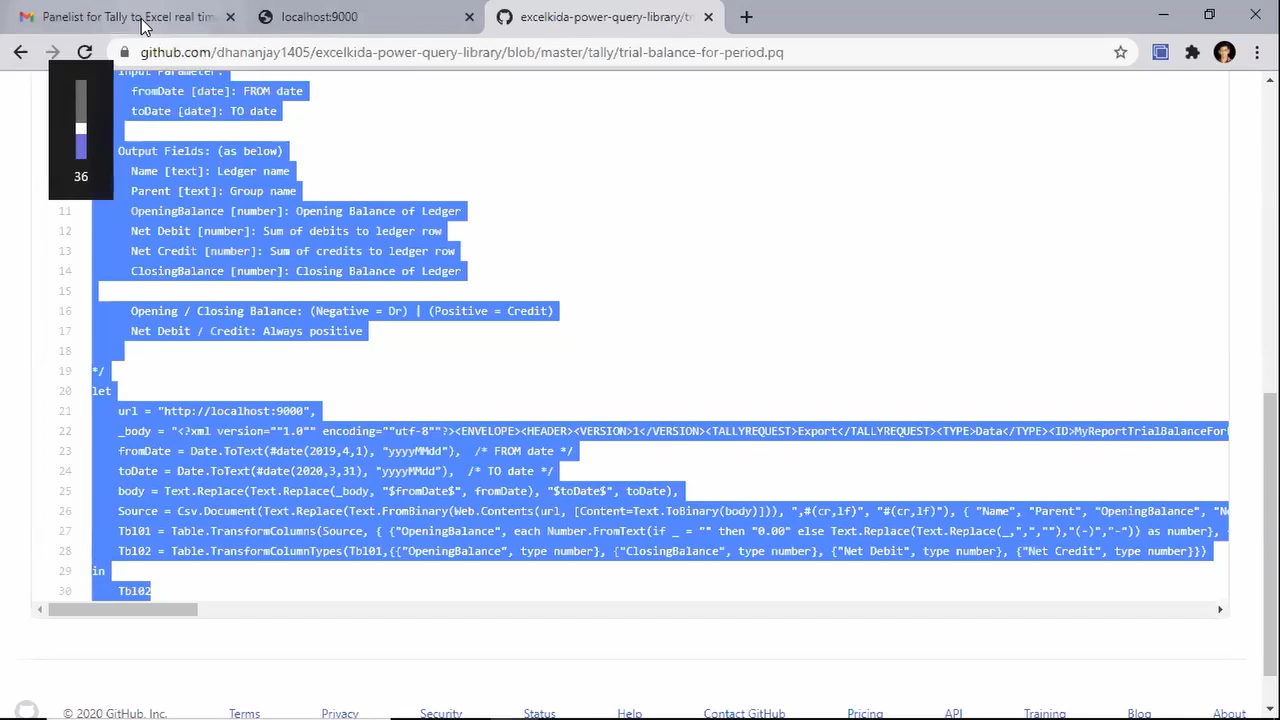 Panelist for Tally to Excel real tim
localhost:9000
excelkida-power-query-library/tr
github.com/dhananjay1405/excelkida-power-query-library/blob/master/tally/trial-balance-for-period.pq
Input Parameter:
fromDate [date]: FROM date
toDate [date]: TO date
Output Fields: (as below)
Name [text]: Ledger name
36
Parent [text]: Group name
11 OpeningBalance [number]: Opening Balance of Ledger
12 Net Debit [number]: Sum of debits to ledger row
13 Net Credit [number]: Sum of credits to ledger row
14 ClosingBalance [number]: Closing Balance of Ledger
15
16 Opening / Closing Balance: (Negative = Dr) | (Positive = Credit)
17 Net Debit / Credit: Always positive
18
19 */
20 let
21 url = "http://localhost:9000",
22 _body = "<?xml version=""1.0"" encoding=""utf-8""?><ENVELOPE><HEADER><VERSION>1</VERSION><TALLYREQUEST>Export</TALLYREQUEST><TYPE>Data</TYPE><ID>MyReportTrialBalanceFor
23 fromDate = Date.ToText(#date(2019,4,1), "yyyyMMdd"), /* FROM date */
24 toDate = Date.ToText(#date(2020,3,31), "yyyyMMdd"), /* TO date */
25 body = Text.Replace(Text.Replace(_body, "$fromDate$", fromDate), "$toDate$", toDate),
26 Source = Csv.Document(Text.Replace(Text.FromBinary(Web.Contents(url, [Content=Text.ToBinary(body)])), ",#(cr,lf)", "#(cr,lf)"), { "Name", "Parent", "OpeningBalance", "Ne
27 Tbl01 = Table.TransformColumns(Source, { {"OpeningBalance", each Number.FromText(if _ = "" then "0.00" else Text.Replace(Text.Replace(_,",",""),"(-)","-")) as number},
28 Tbl02 = Table.TransformColumnTypes(Tbl01,{{"OpeningBalance", type number}, {"ClosingBalance", type number}, {"Net Debit", type number}, {"Net Credit", type number}})
29 in
30 Tbl02
© 2020 GitHub, Inc. Terms Privacy Security Status Help Contact GitHub Pricing API Training Blog About